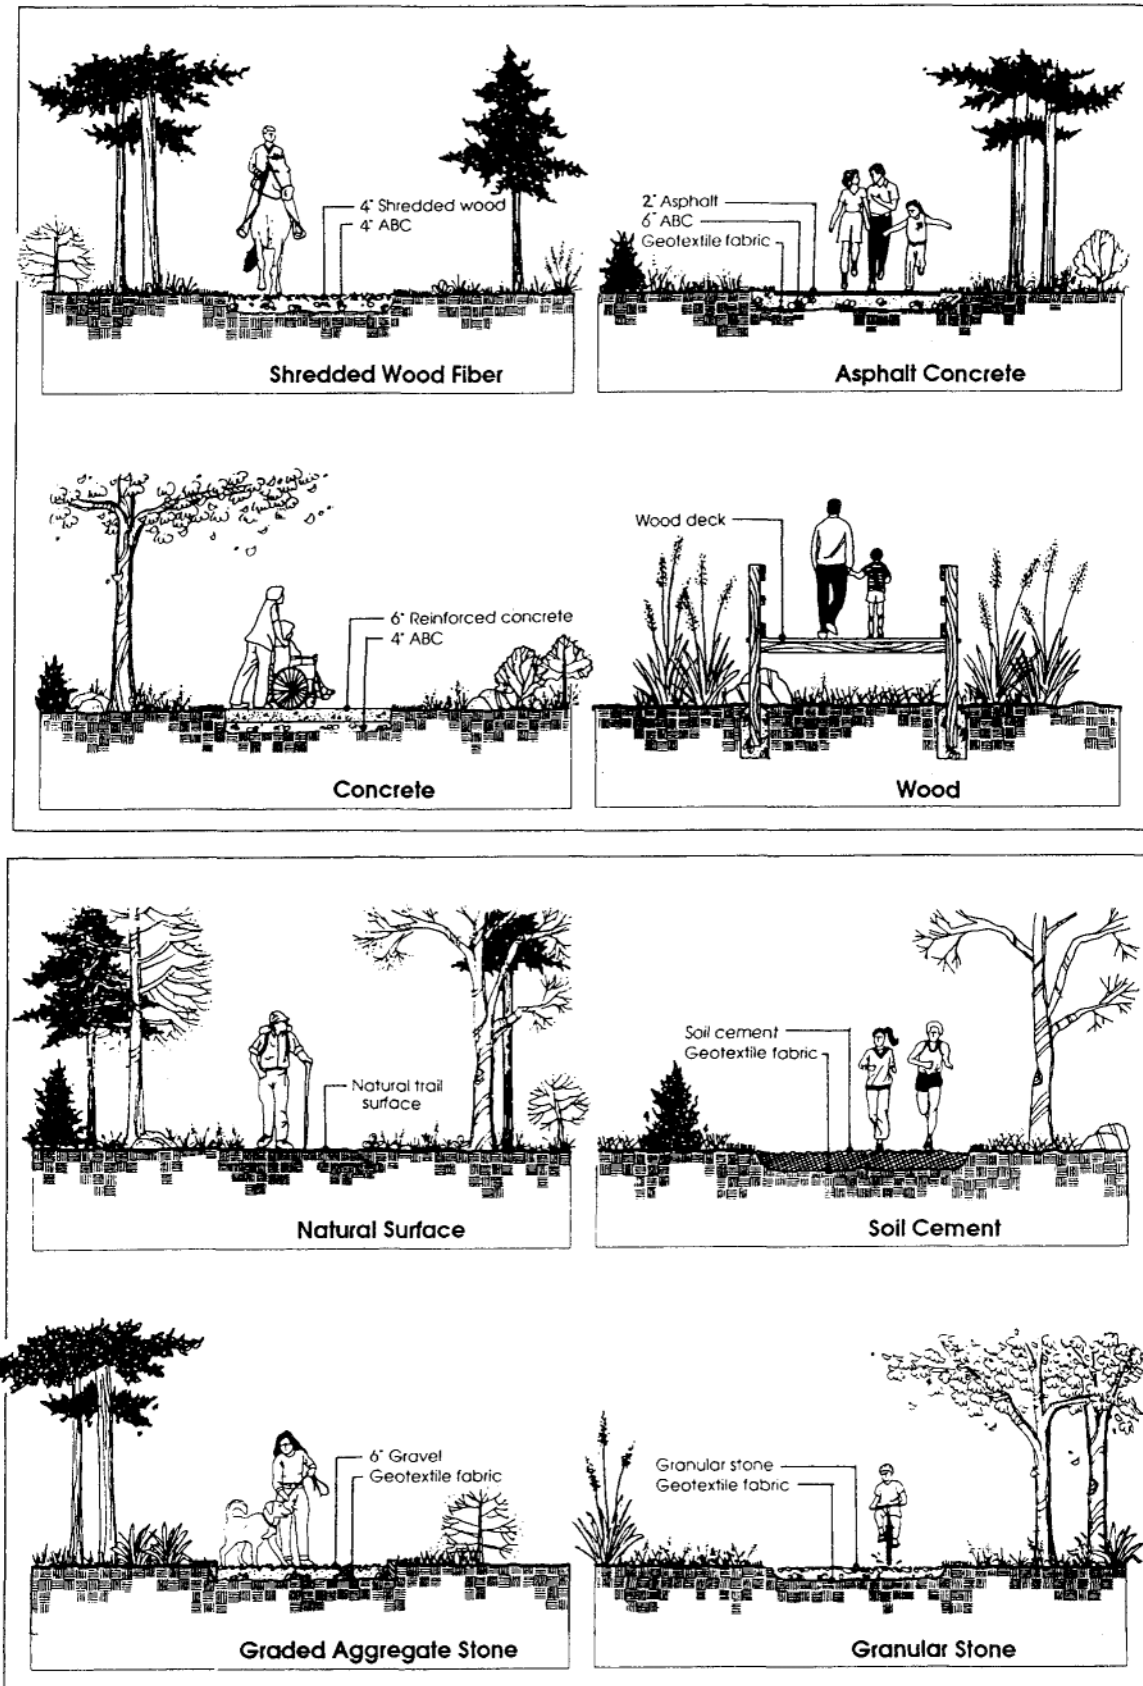 4" Shredded wood
4" ABC
Shredded Wood Fiber
2" Asphalt
6" ABC
Geotextile fabric
Asphalt Concrete
6" Reinforced concrete
4" ABC
Concrete
Wood deck
Wood
Natural trail
surface
Natural Surface
Soil cement
Geotextile fabric
Soil Cement
6" Gravel
Geotextile fabric
Graded Aggregate Stone
Granular stone
Geotextile fabric
Granular Stone